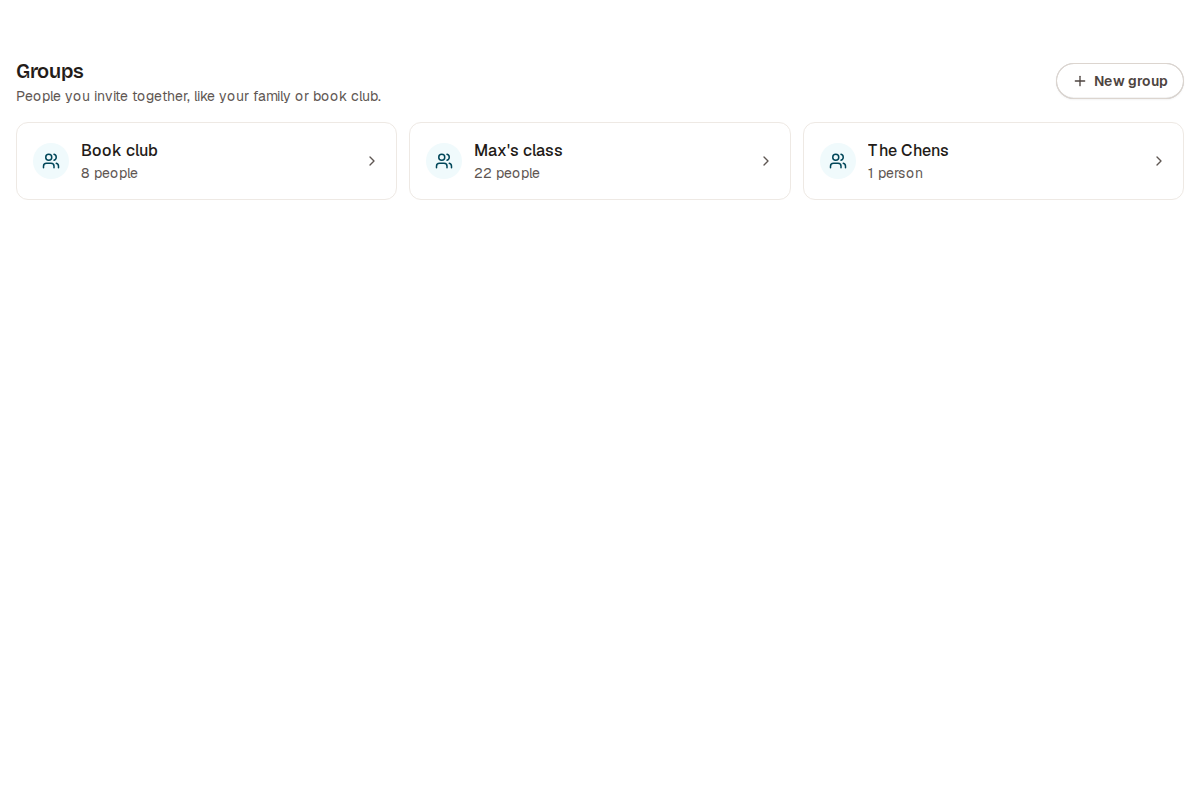 Groups
People you invite together, like your family or book club.
New group
Book club
8 people
Max's class
22 people
The Chens
1 person